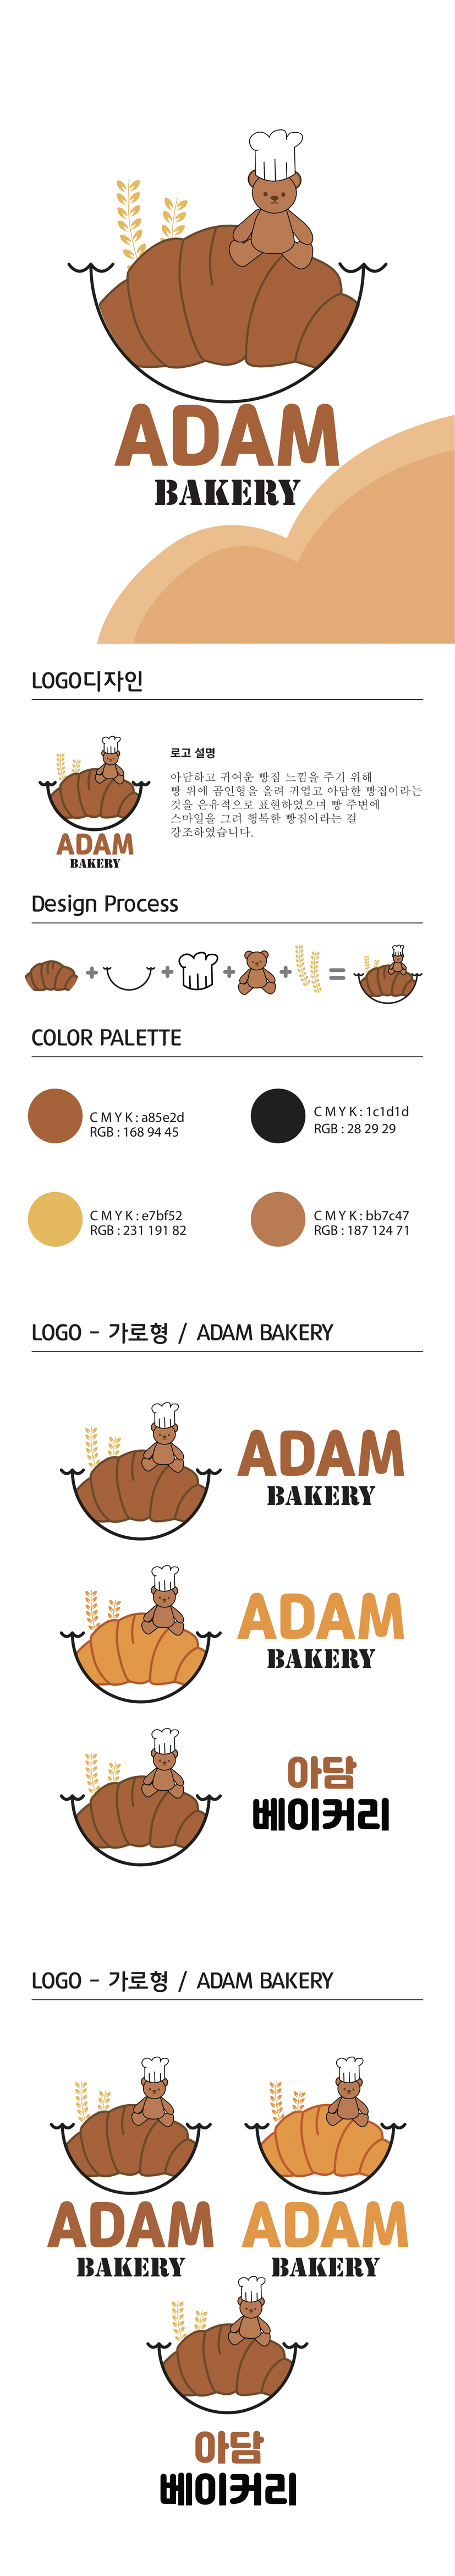 ADAM
BAKERY
LOGO디자인
ADAM
BAKERY
로고 설명
아담하고 귀여운 빵집 느낌을 주기 위해
빵 위에 곰인형을 올려 귀엽고 아담한 빵집이라는
것을 은유적으로 표현하였으며 빵 주변에
스마일을 그려 행복한 빵집이라는 걸
강조하였습니다.
Design Process
COLOR PALETTE
C M Y K : a85e2d
RGB : 168 94 45
C M Y K : 1c1d1d
RGB : 28 29 29
C M Y K : e7bf52
RGB : 231 191 82
C M Y K : bb7c47
RGB : 187 124 71
LOGO - 가로형 / ADAM BAKERY
ADAM
BAKERY
ADAM
BAKERY
아담
베이커리
LOGO - 가로형 / ADAM BAKERY
ADAM
BAKERY
ADAM
BAKERY
아담
베이커리